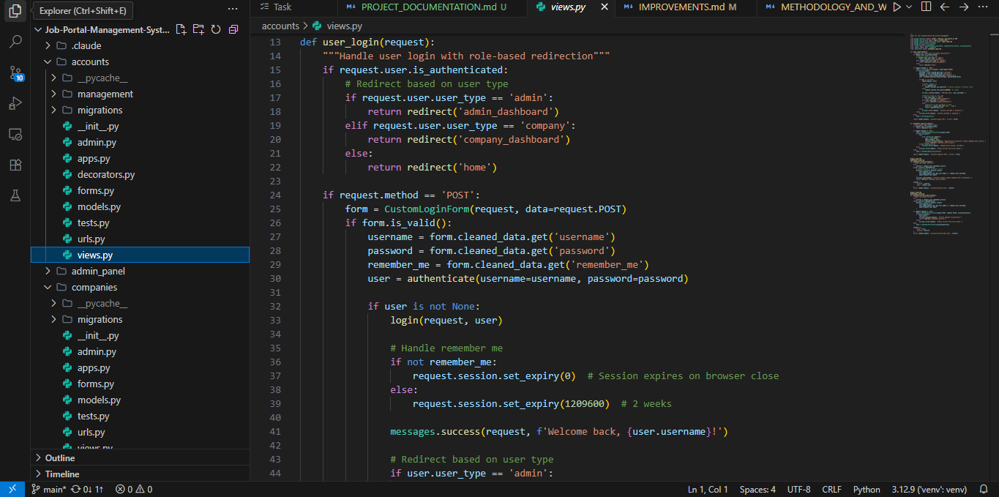 Explorer (Ctrl+Shift+E)
Task
PROJECT_DOCUMENTATION.md U
views.py
IMPROVEMENTS.md M
METHODOLOGY_AND_W
Job-Portal-Management-Syst...
.claude
accounts
__pycache__
management
migrations
__init__.py
admin.py
apps.py
decorators.py
forms.py
models.py
tests.py
urls.py
views.py
admin_panel
companies
__pycache__
migrations
__init__.py
admin.py
apps.py
forms.py
models.py
tests.py
urls.py
views.py
Outline
Timeline
10
accounts > views.py
13 def user_login(request):
14 """Handle user login with role-based redirection"""
15 if request.user.is_authenticated:
16 # Redirect based on user type
17 if request.user.user_type == 'admin':
18 return redirect('admin_dashboard')
19 elif request.user.user_type == 'company':
20 return redirect('company_dashboard')
21 else:
22 return redirect('home')
23
24 if request.method == 'POST':
25 form = CustomLoginForm(request, data=request.POST)
26 if form.is_valid():
27 username = form.cleaned_data.get('username')
28 password = form.cleaned_data.get('password')
29 remember_me = form.cleaned_data.get('remember_me')
30 user = authenticate(username=username, password=password)
31
32 if user is not None:
33 login(request, user)
34
35 # Handle remember me
36 if not remember_me:
37 request.session.set_expiry(0) # Session expires on browser close
38 else:
39 request.session.set_expiry(1209600) # 2 weeks
40
41 messages.success(request, f'Welcome back, {user.username}!')
42
43 # Redirect based on user type
44 if user.user_type == 'admin':
main* 0↓ 1↑ 0 0
Ln 1, Col 1 Spaces: 4 UTF-8 CRLF Python 3.12.9 ('venv': venv)